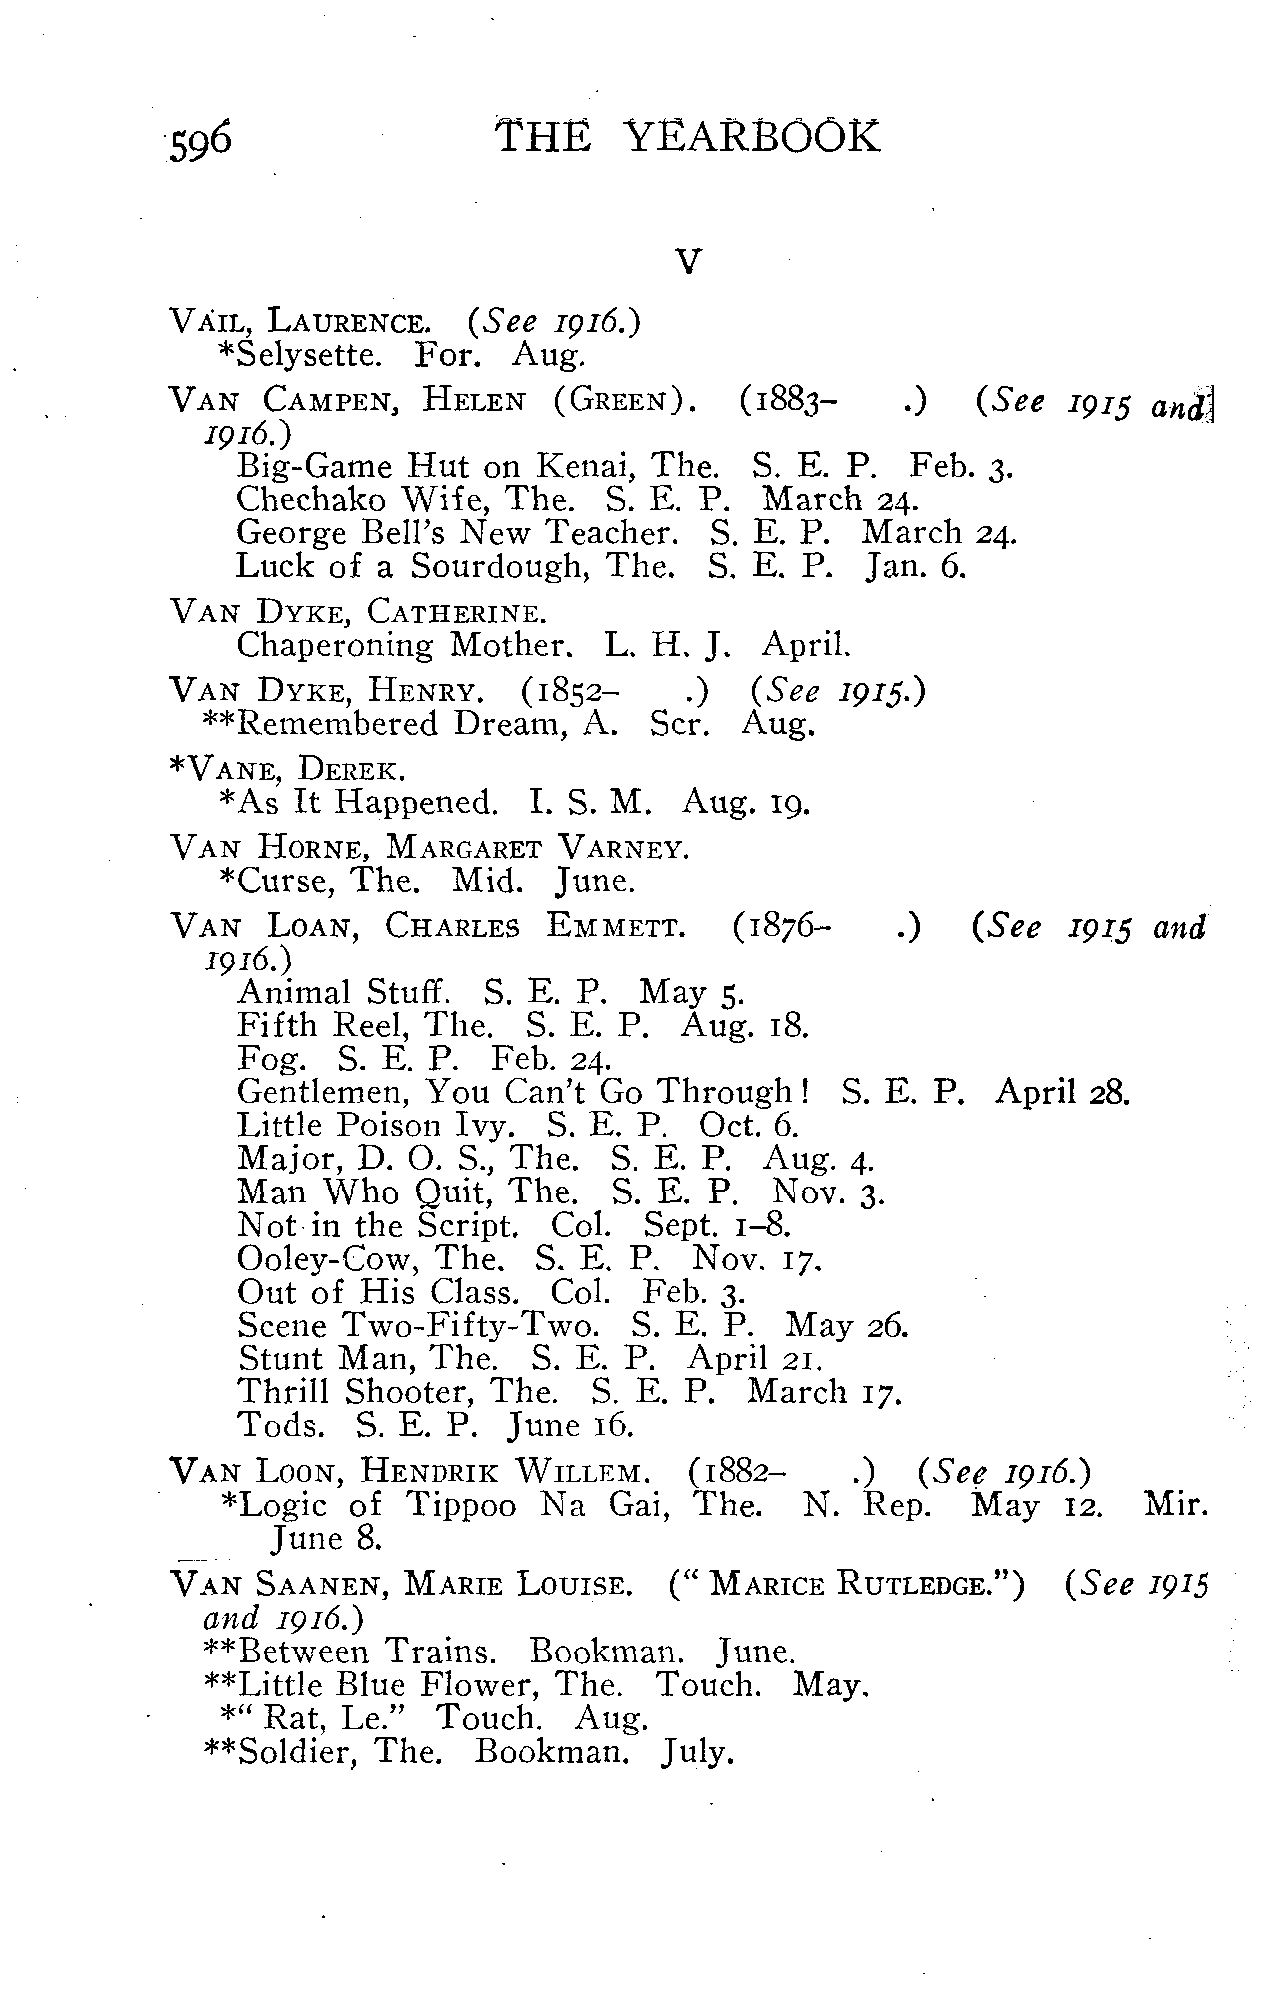 596 THE YEARBOOK
V
VAIL, LAURENCE. (See 1916.)
*Selysette. For. Aug.
VAN CAMPEN, HELEN (GREEN). (1883- .) (See 1915 and
1916.)
Big-Game Hut on Kenai, The. S. E. P. Feb. 3.
Chechako Wife, The. S. E. P. March 24.
George Bell's New Teacher. S. E. P. March 24.
Luck of a Sourdough, The. S. E. P. Jan. 6.
VAN DYKE, CATHERINE.
Chaperoning Mother. L. H. J. April.
VAN DYKE, HENRY. (1852- .) (See 1915.)
**Remembered Dream, A. Scr. Aug.
*VANE, DEREK.
*As It Happened. I. S. M. Aug. 19.
VAN HORNE, MARGARET VARNEY.
*Curse, The. Mid. June.
VAN LOAN, CHARLES EMMETT. (1876- .) (See 1915 and
1916.)
Animal Stuff. S. E. P. May 5.
Fifth Reel, The. S. E. P. Aug. 18.
Fog. S. E. P. Feb. 24.
Gentlemen, You Can't Go Through! S. E. P. April 28.
Little Poison Ivy. S. E. P. Oct. 6.
Major, D. O. S., The. S. E. P. Aug. 4.
Man Who Quit, The. S. E. P. Nov. 3.
Not in the Script. Col. Sept. 1-8.
Ooley-Cow, The. S. E. P. Nov. 17.
Out of His Class. Col. Feb. 3.
Scene Two-Fifty-Two. S. E. P. May 26.
Stunt Man, The. S. E. P. April 21.
Thrill Shooter, The. S. E. P. March 17.
Tods. S. E. P. June 16.
VAN LOON, HENDRIK WILLEM. (1882- .) (See 1916.)
*Logic of Tippoo Na Gai, The. N. Rep. May 12. Mir.
June 8.
VAN SAANEN, MARIE LOUISE. (" MARICE RUTLEDGE.") (See 1915
and 1916.)
**Between Trains. Bookman. June.
**Little Blue Flower, The. Touch. May.
*" Rat, Le." Touch. Aug.
**Soldier, The. Bookman. July.